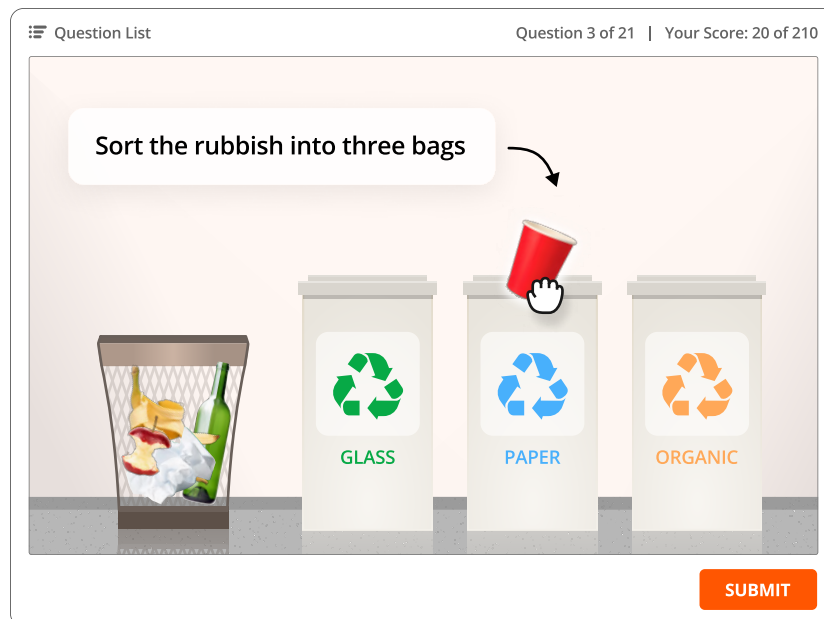 Question List
Question 3 of 21 | Your Score: 20 of 210
Sort the rubbish into three bags
GLASS
PAPER
ORGANIC
SUBMIT